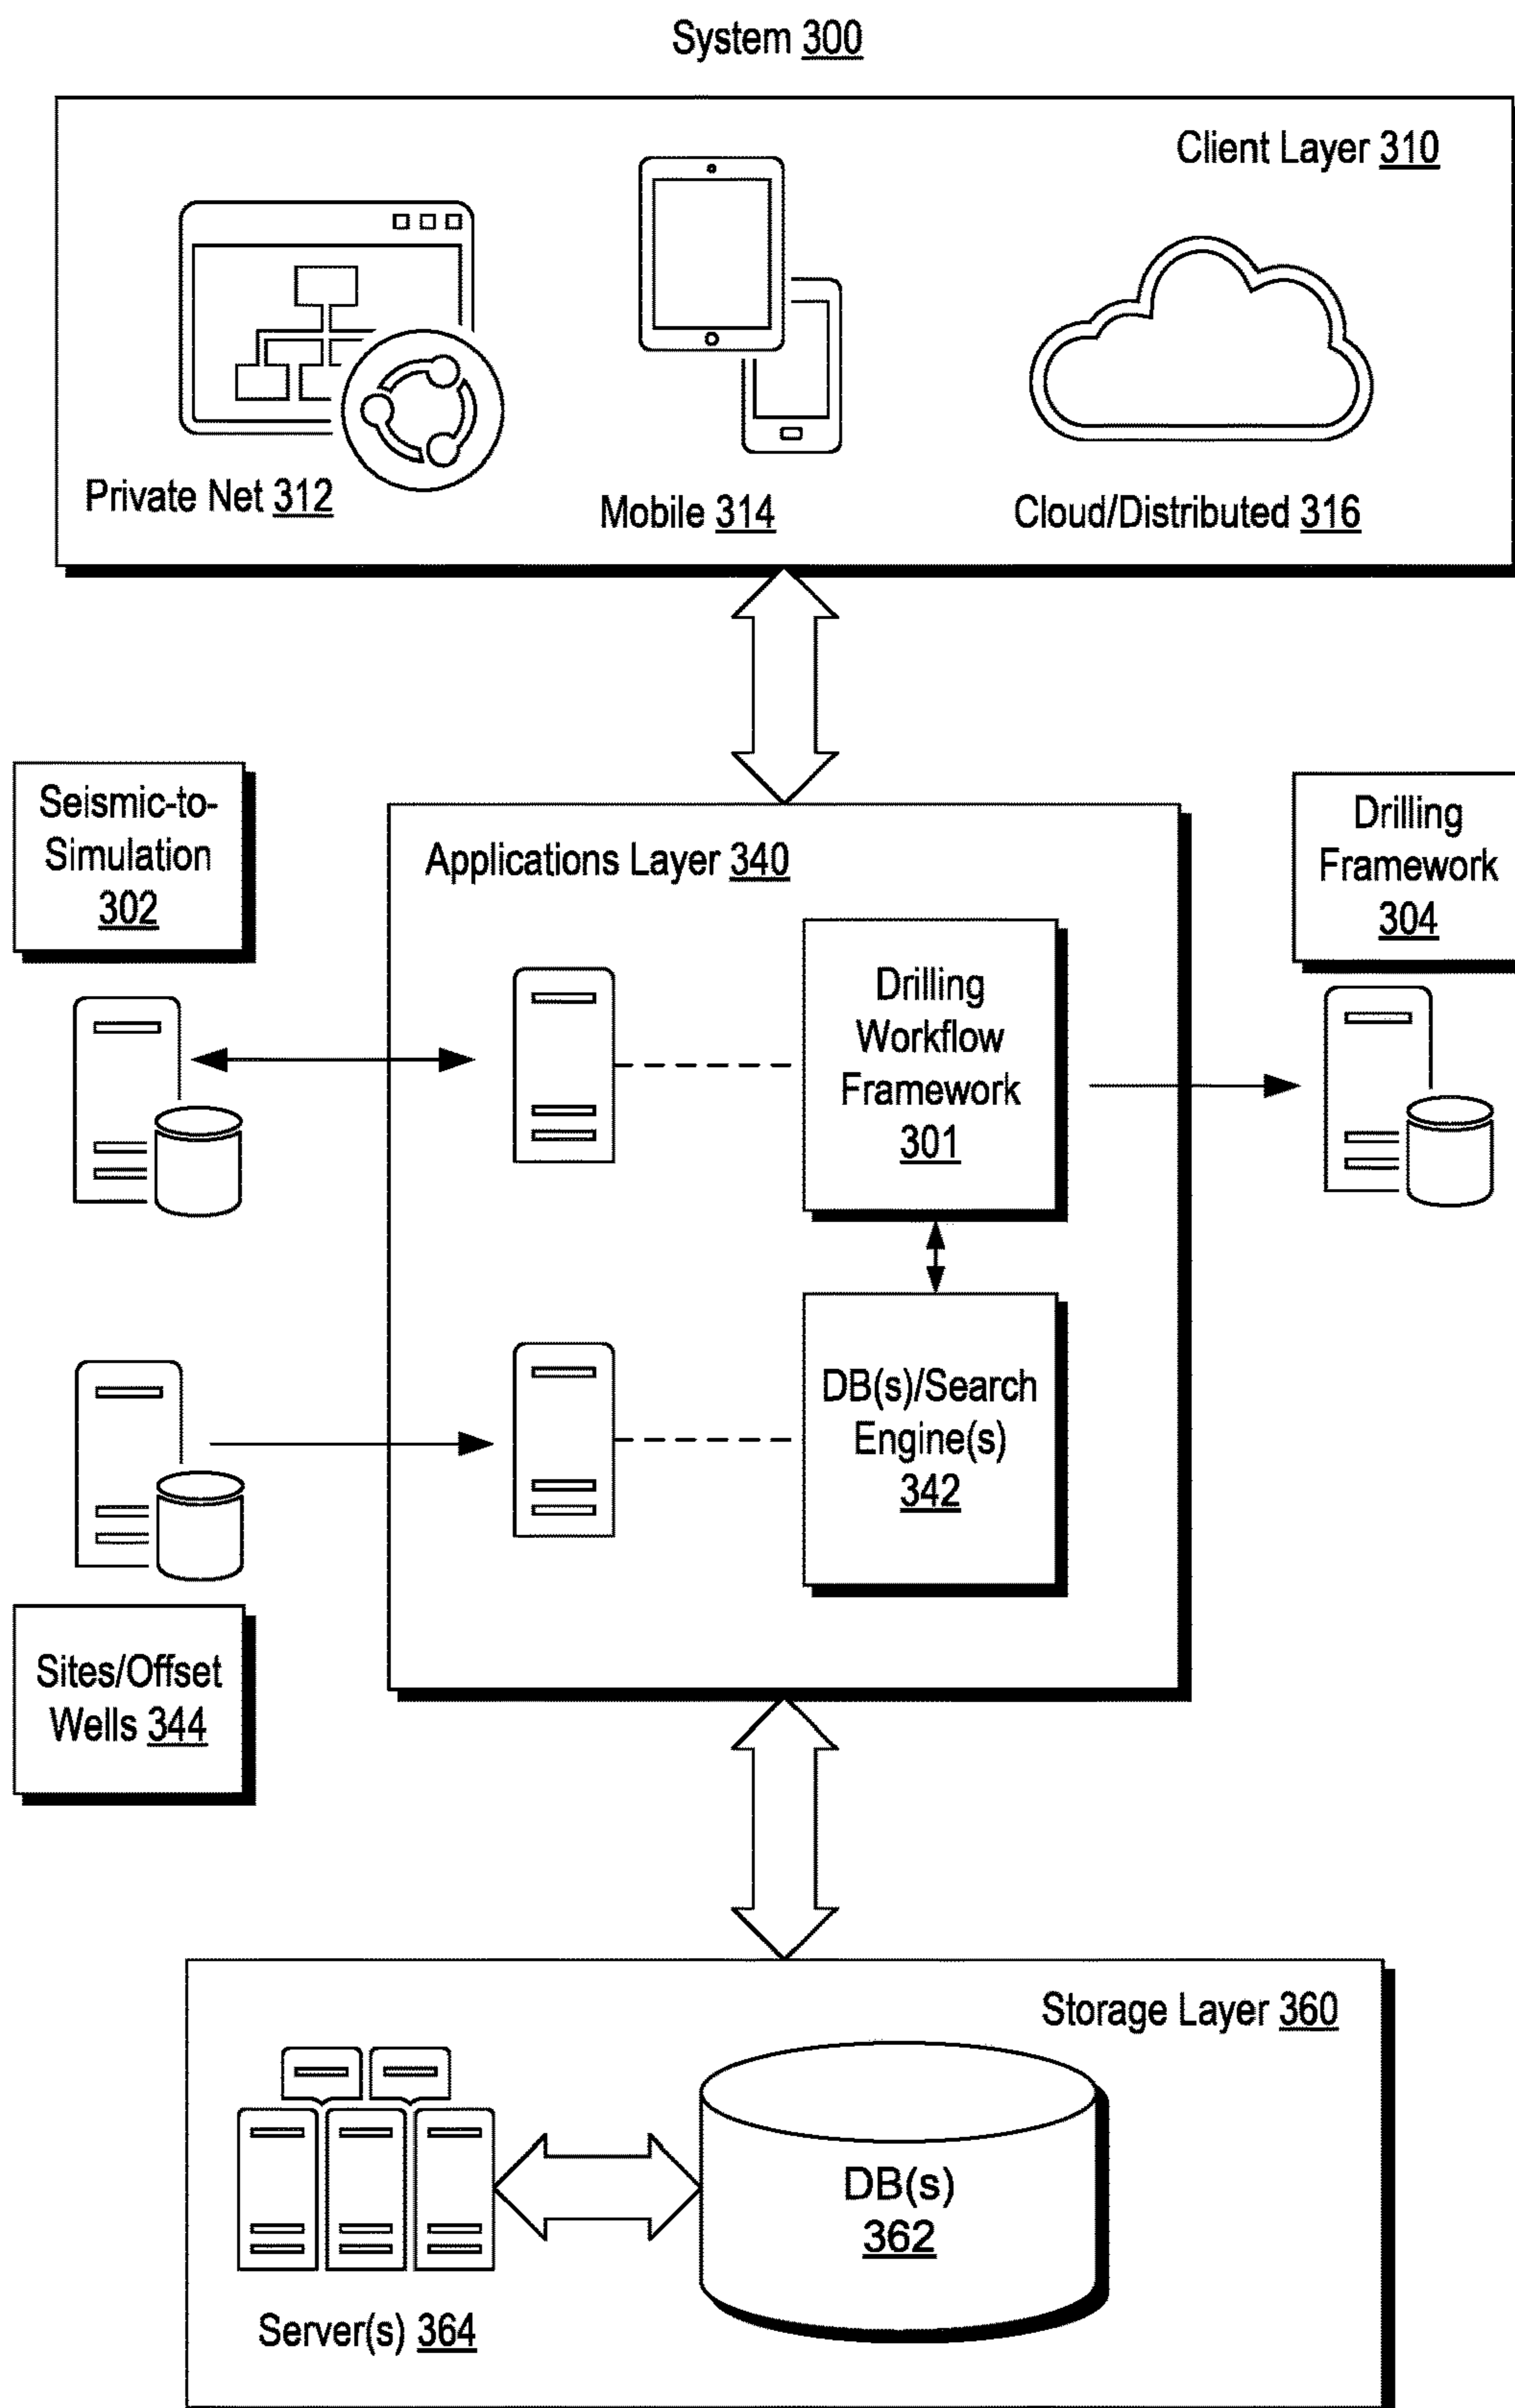 System 300
Client Layer 310
Private Net 312
Mobile 314
Cloud/Distributed 316
Seismic-to-
Simulation
302
Applications Layer 340
Drilling
Workflow
Framework
301
Drilling
Framework
304
DB(s)/Search
Engine(s)
342
Sites/Offset
Wells 344
Storage Layer 360
DB(s)
362
Server(s) 364